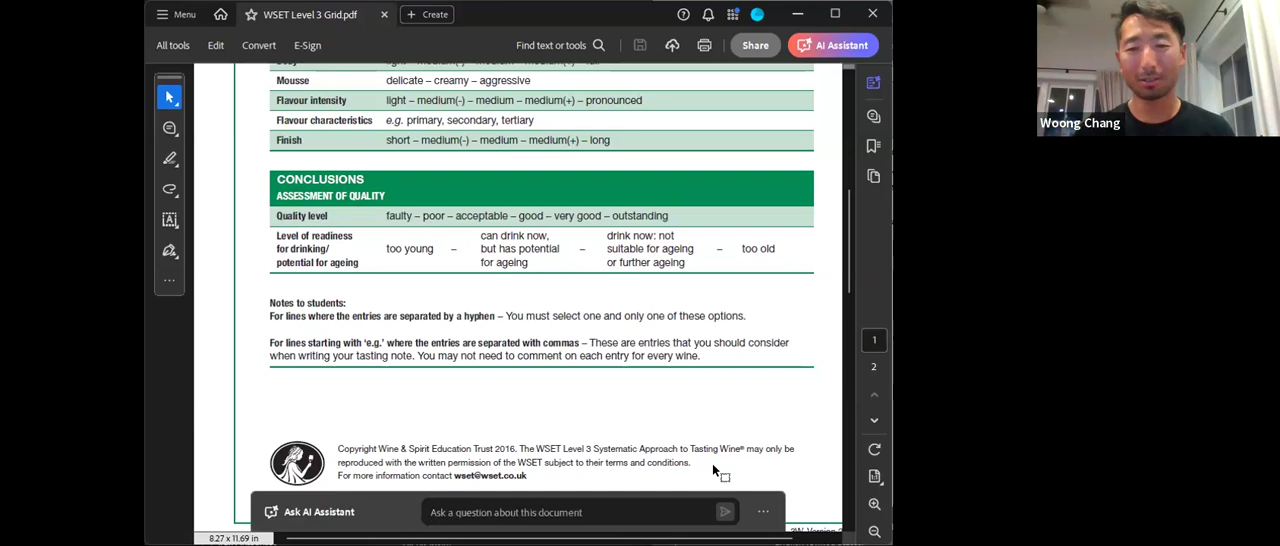 Menu
WSET Level 3 Grid.pdf
Create
All tools
Edit
Convert
E-Sign
Find text or tools
Share
AI Assistant
Woong Chang
Mousse delicate – creamy – aggressive
Flavour intensity light – medium(-) – medium – medium(+) – pronounced
Flavour characteristics e.g. primary, secondary, tertiary
Finish short – medium(-) – medium – medium(+) – long
CONCLUSIONS
ASSESSMENT OF QUALITY
Quality level faulty – poor – acceptable – good – very good – outstanding
Level of readiness can drink now, drink now: not
for drinking/ too young – but has potential – suitable for ageing – too old
potential for ageing for ageing or further ageing
Notes to students:
For lines where the entries are separated by a hyphen – You must select one and only one of these options.
For lines starting with 'e.g.' where the entries are separated with commas – These are entries that you should consider
when writing your tasting note. You may not need to comment on each entry for every wine.
1
2
Copyright Wine & Spirit Education Trust 2016. The WSET Level 3 Systematic Approach to Tasting Wine® may only be
reproduced with the written permission of the WSET subject to their terms and conditions.
For more information contact wset@wset.co.uk
Ask AI Assistant
Ask a question about this document
8.27 x 11.69 in